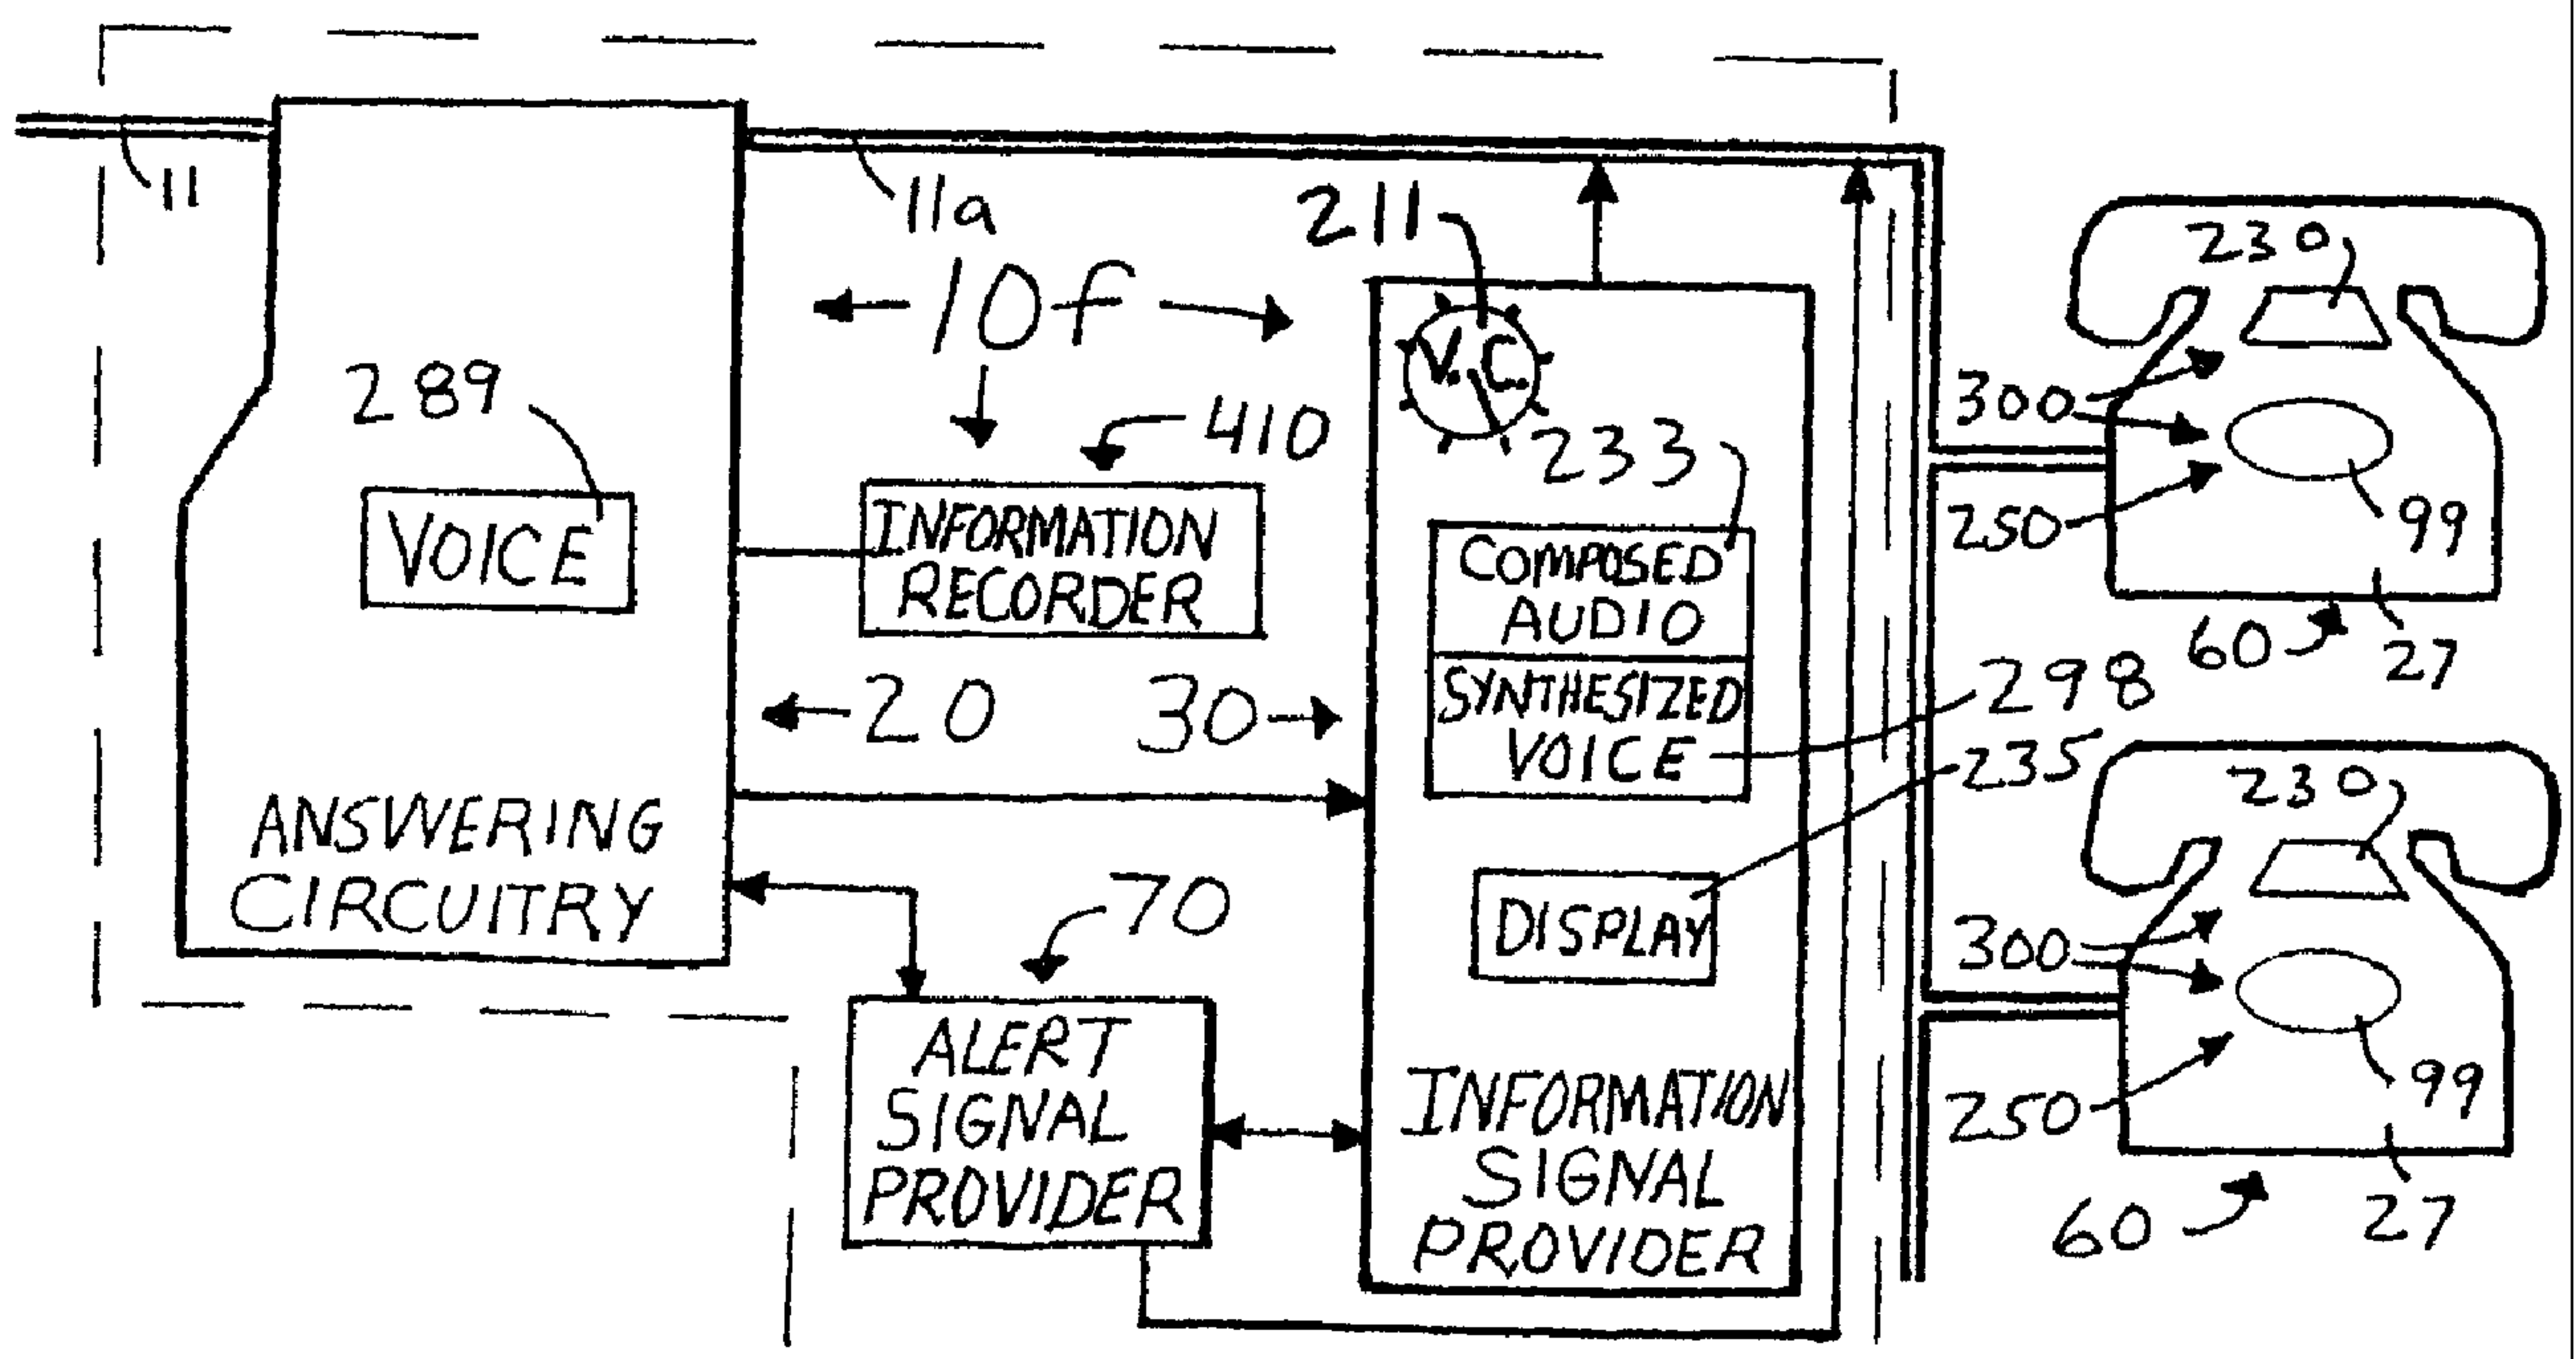 11
11a
211
230
10f
V.C.
289
300
410
233
VOICE
INFORMATION
RECORDER
COMPOSED
AUDIO
250
99
60
27
20
30
SYNTHESIZED
VOICE
298
235
230
ANSWERING
CIRCUITRY
70
DISPLAY
300
ALERT
SIGNAL
PROVIDER
INFORMATION
SIGNAL
PROVIDER
250
99
60
27